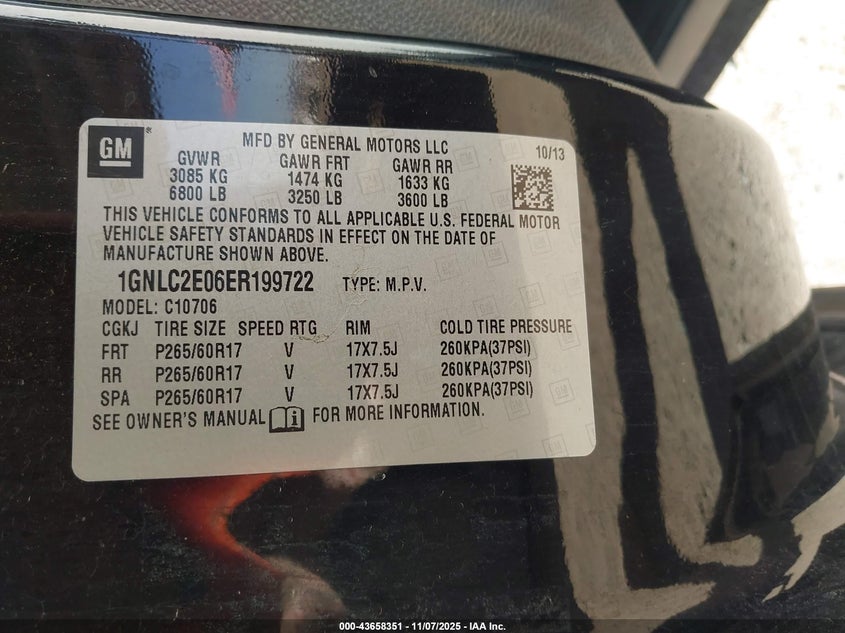 GM
MFD BY GENERAL MOTORS LLC
10/13
GVWR GAWR FRT GAWR RR
3085 KG 1474 KG 1633 KG
6800 LB 3250 LB 3600 LB
THIS VEHICLE CONFORMS TO ALL APPLICABLE U.S. FEDERAL MOTOR
VEHICLE SAFETY STANDARDS IN EFFECT ON THE DATE OF
MANUFACTURE SHOWN ABOVE.
1GNLC2E06ER199722 TYPE: M.P.V.
MODEL: C10706
CGKJ TIRE SIZE SPEED RTG RIM COLD TIRE PRESSURE
FRT P265/60R17 V 17X7.5J 260KPA(37PSI)
RR P265/60R17 V 17X7.5J 260KPA(37PSI)
SPA P265/60R17 V 17X7.5J 260KPA(37PSI)
SEE OWNER'S MANUAL FOR MORE INFORMATION.
000-43658351 - 11/07/2025 - IAA Inc.